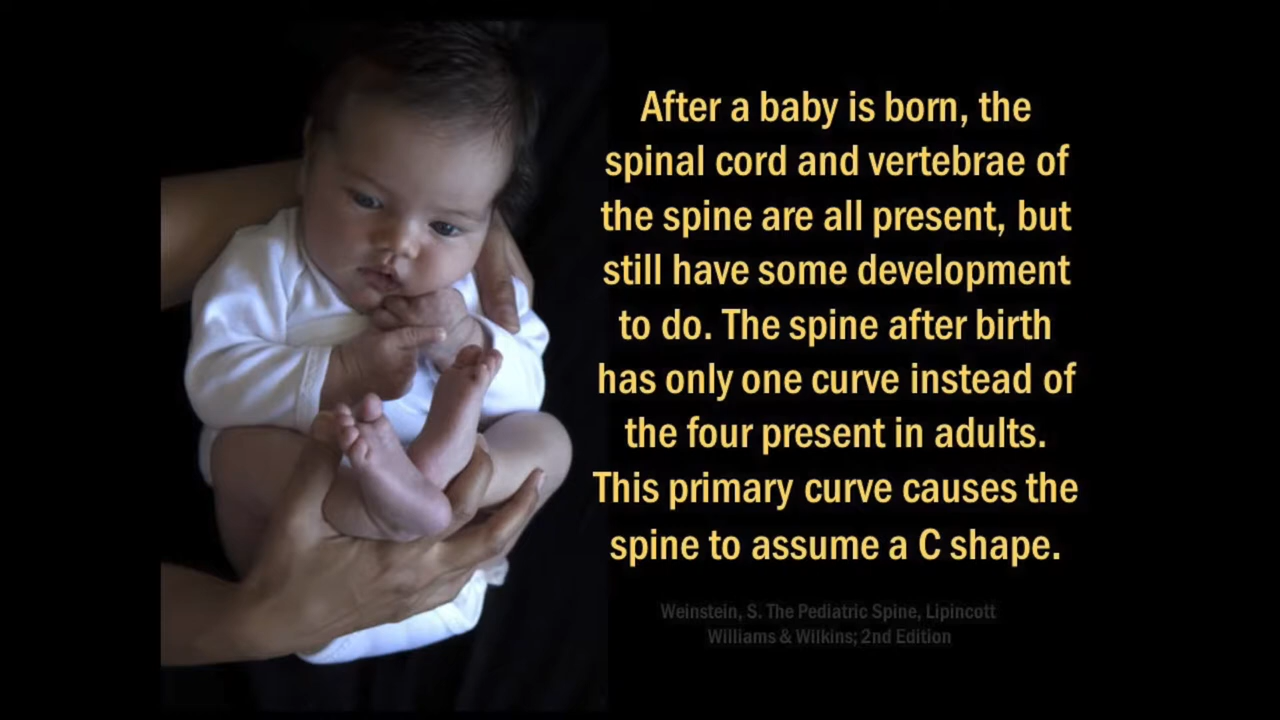 After a baby is born, the
spinal cord and vertebrae of
the spine are all present, but
still have some development
to do. The spine after birth
has only one curve instead of
the four present in adults.
This primary curve causes the
spine to assume a C shape.
Weinstein, S. The Pediatric Spine, Lipincott
Williams & Wilkins; 2nd Edition